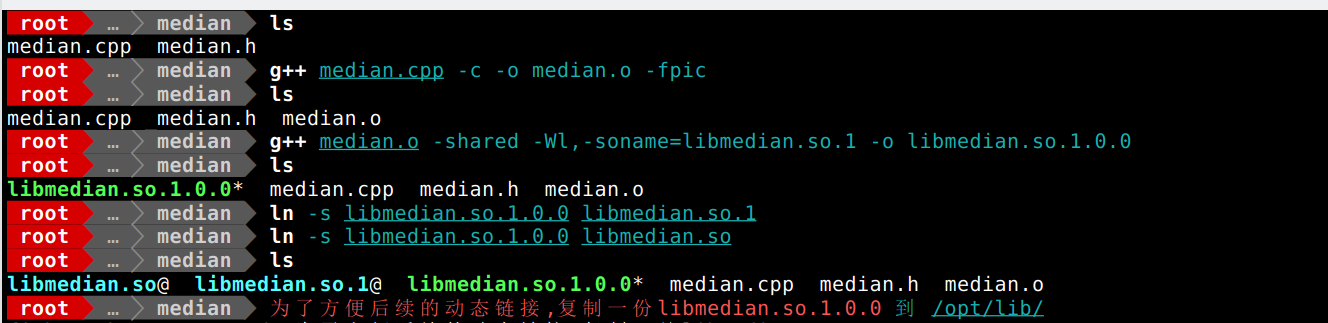 root … median ls
median.cpp median.h
root … median g++ median.cpp -c -o median.o -fpic
root … median ls
median.cpp median.h median.o
root … median g++ median.o -shared -Wl,-soname=libmedian.so.1 -o libmedian.so.1.0.0
root … median ls
libmedian.so.1.0.0* median.cpp median.h median.o
root … median ln -s libmedian.so.1.0.0 libmedian.so.1
root … median ln -s libmedian.so.1.0.0 libmedian.so
root … median ls
libmedian.so@ libmedian.so.1@ libmedian.so.1.0.0* median.cpp median.h median.o
root … median 为了方便后续的动态链接,复制一份libmedian.so.1.0.0 到 /opt/lib/